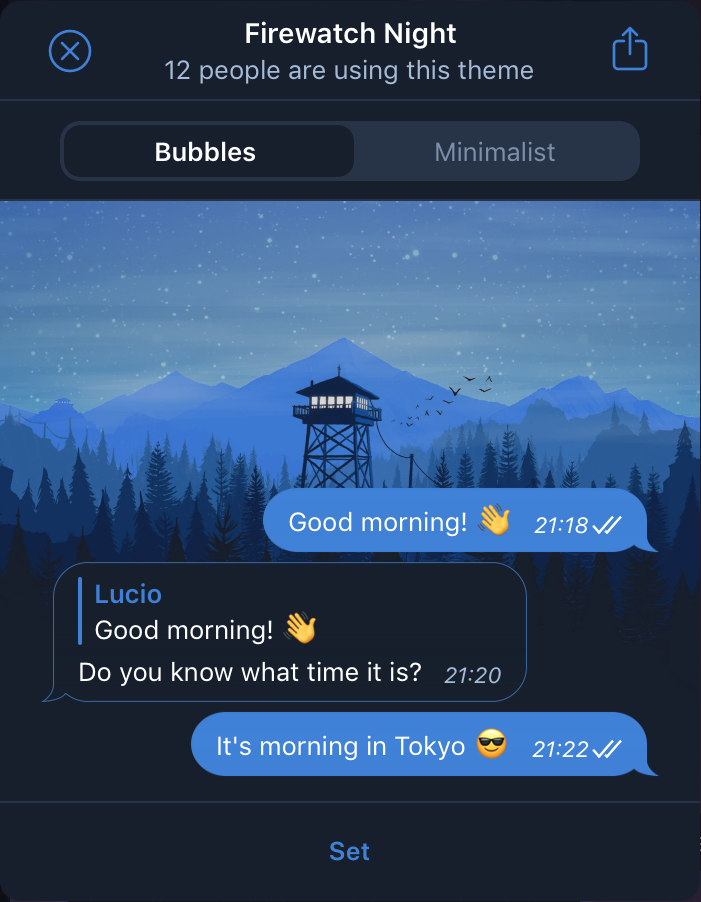 Firewatch Night
12 people are using this theme
Bubbles
Minimalist
Good morning! 👋 21:18
Lucio
Good morning! 👋
Do you know what time it is? 21:20
It's morning in Tokyo 😎 21:22
Set